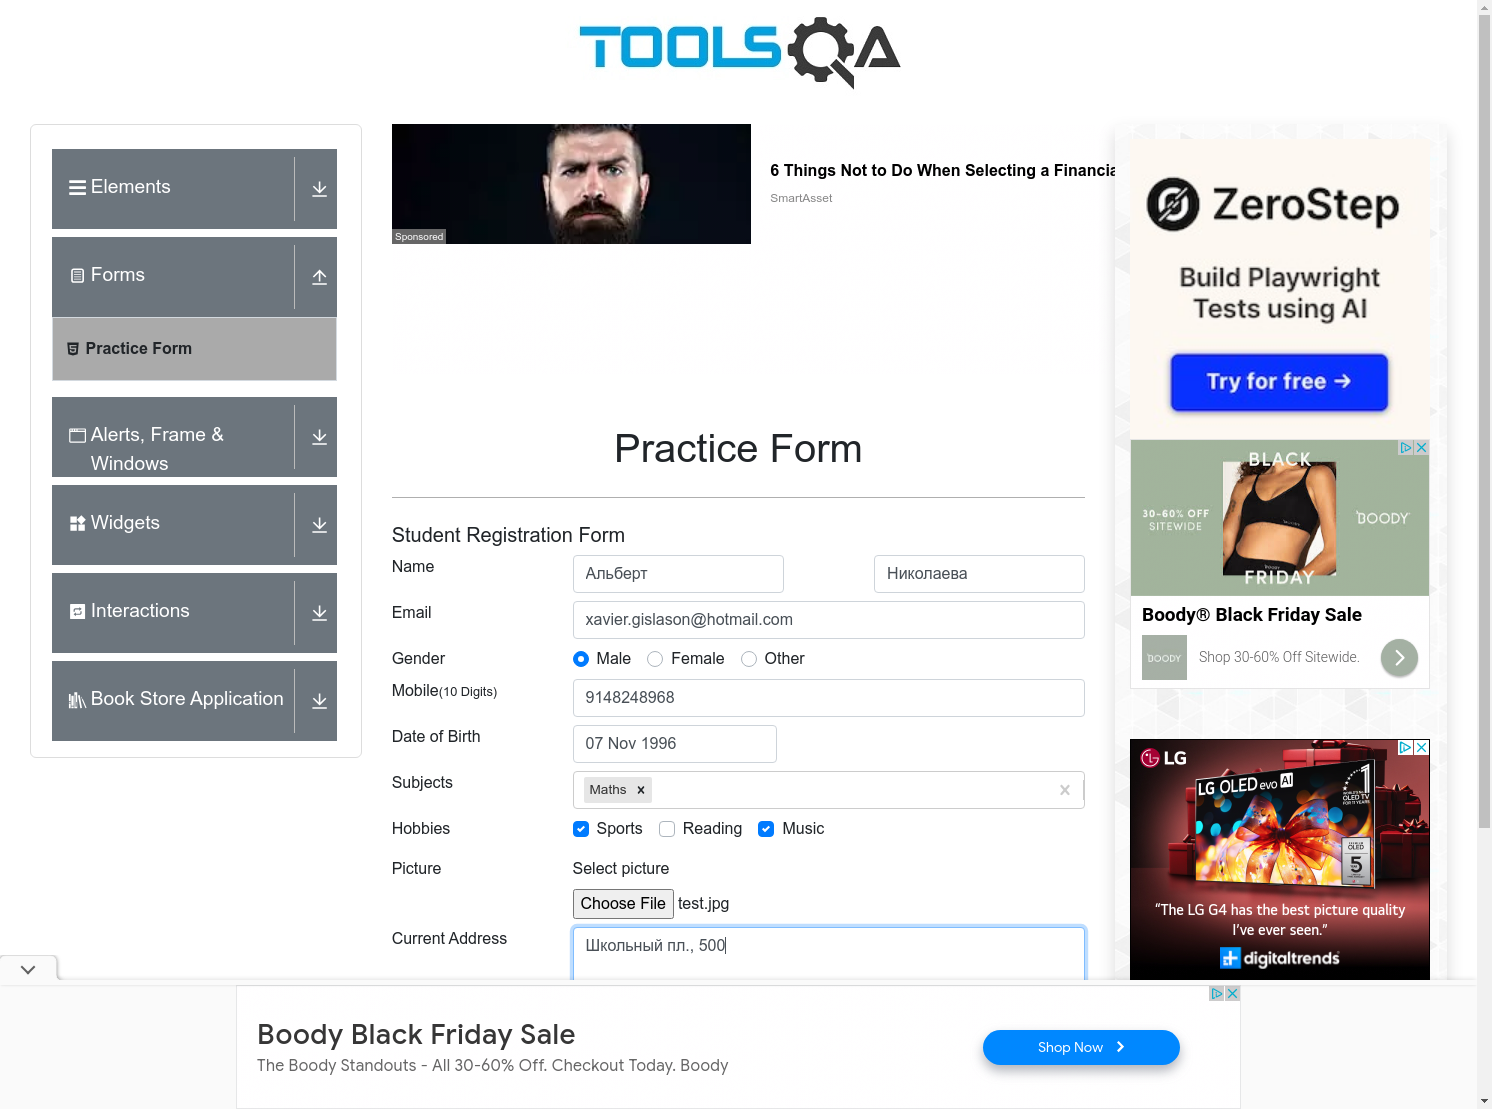 TOOLSQA
Elements
Forms
Practice Form
Alerts, Frame &
Windows
Widgets
Interactions
Book Store Application
Sponsored
6 Things Not to Do When Selecting a Financia
SmartAsset
Practice Form
Student Registration Form
Name
Альберт
Николаева
Email
xavier.gislason@hotmail.com
Gender
Male
Female
Other
Mobile(10 Digits)
9148248968
Date of Birth
07 Nov 1996
Subjects
Maths
Hobbies
Sports
Reading
Music
Picture
Select picture
Choose File test.jpg
Current Address
Школьный пл., 500
ZeroStep
Build Playwright
Tests using AI
Try for free →
BLACK
30-60% OFF
SITEWIDE
BOODY
FRIDAY
Boody® Black Friday Sale
BOODY
Shop 30-60% Off Sitewide.
LG
LG OLED evo AI
OLED
5
"The LG G4 has the best picture quality
I've ever seen."
digitaltrends
Boody Black Friday Sale
The Boody Standouts - All 30-60% Off. Checkout Today. Boody
Shop Now